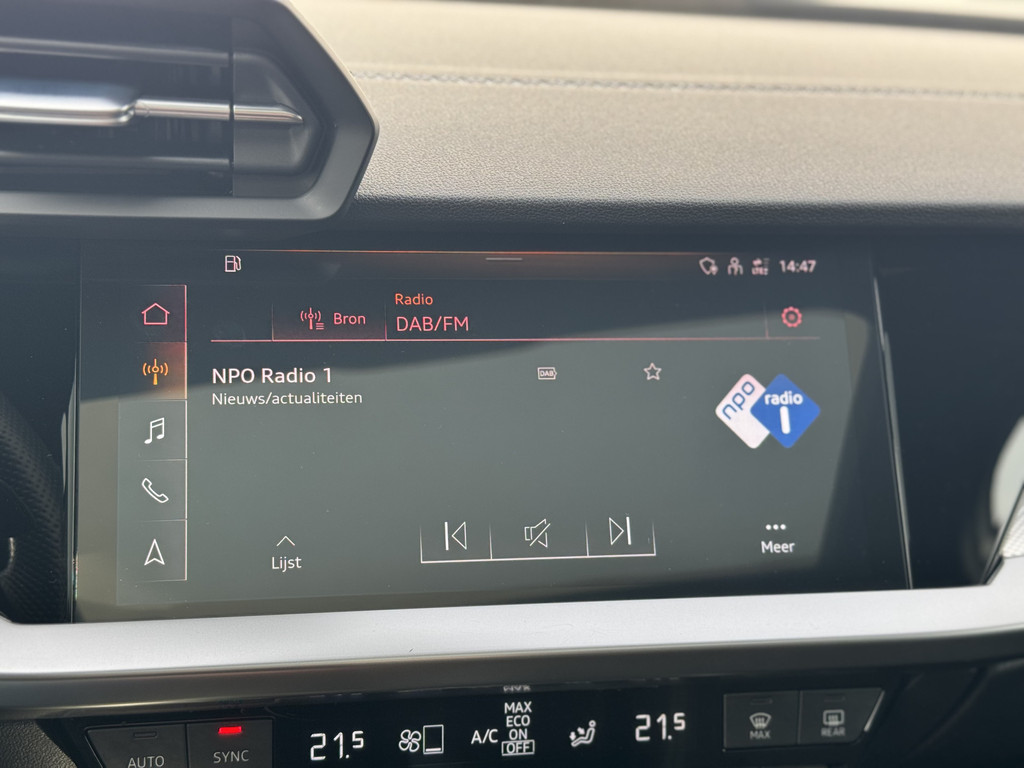 14:47
Bron
Radio
DAB/FM
NPO Radio 1
Nieuws/actualiteiten
DAB
npo
radio
1
Lijst
Meer
AUTO
SYNC
21.5
A/C
MAX
ECO
ON
OFF
21.5
MAX
REAR